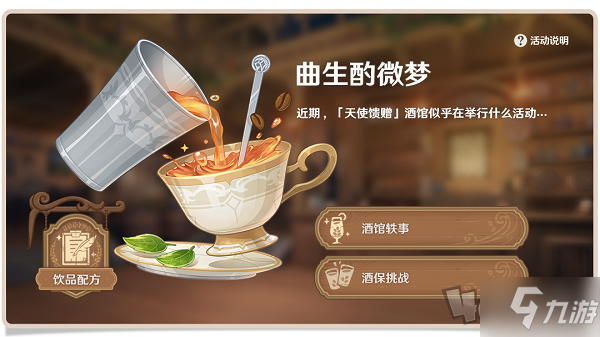 活动说明
曲生酌微梦
近期，「天使馈赠」酒馆似乎在举行什么活动...
酒馆轶事
酒保挑战
饮品配方
九游